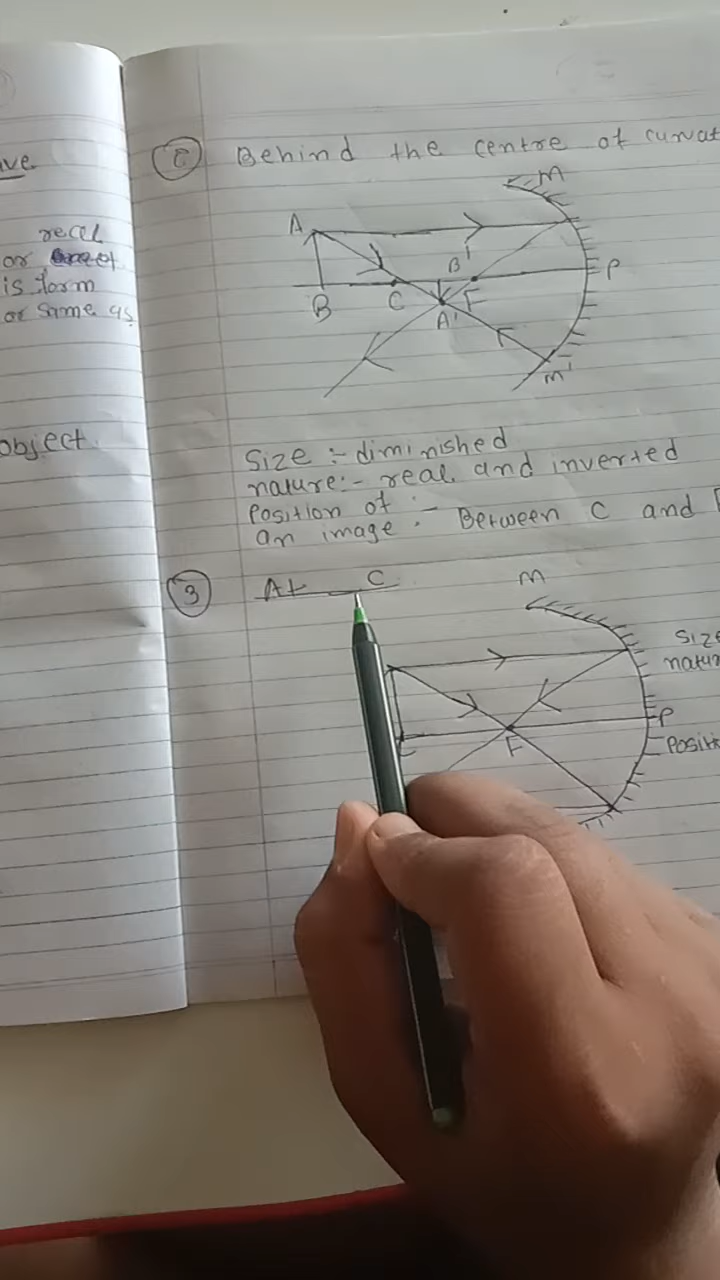 ve
real
or
is form
or same as
object
Behind the centre of curvat
M
A
B'
P
B
C
F
A'
M'
Size :- diminished
nature:- real and inverted
Position of
an image :- Between C and F
3 At C
M
Size
natur
P
F
Positi